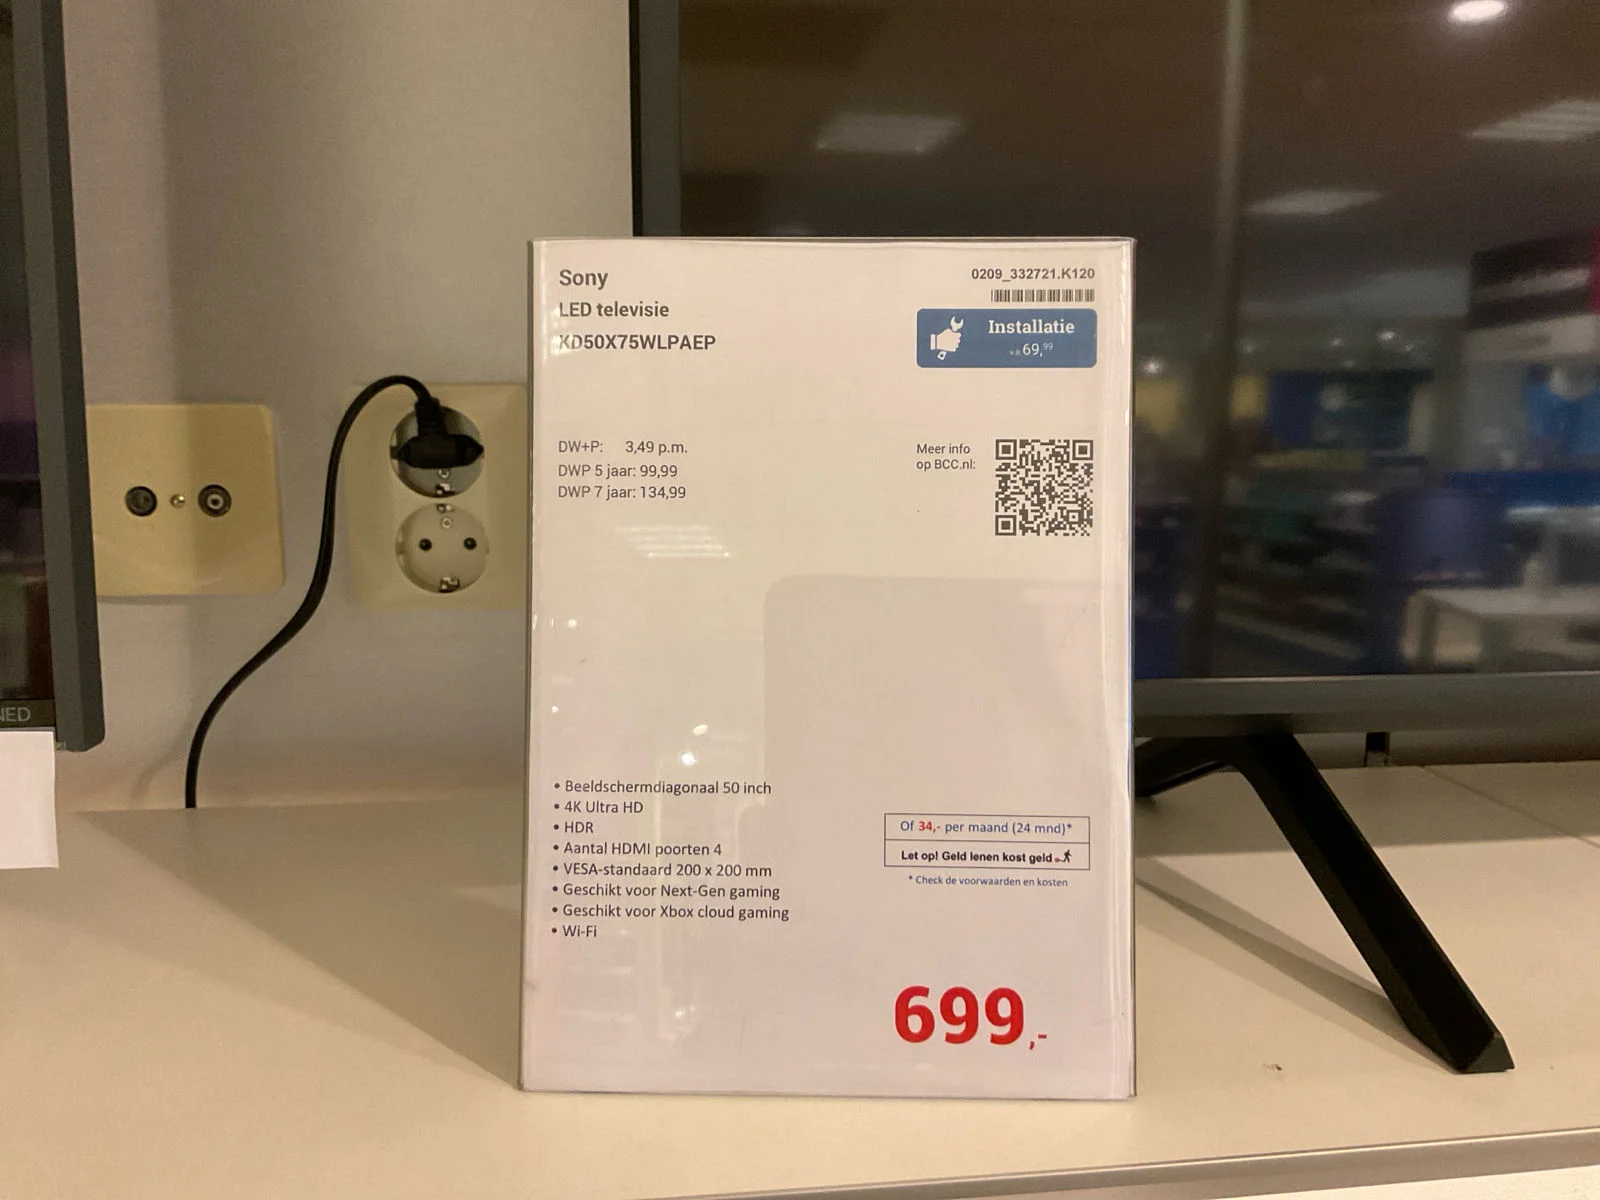 Sony
LED televisie
KD50X75WLPAEP
0209_332721.K120
Installatie
v.a. 69,99
DW+P: 3,49 p.m.
DWP 5 jaar: 99,99
DWP 7 jaar: 134,99
Meer info
op BCC.nl:
• Beeldschermdiagonaal 50 inch
• 4K Ultra HD
• HDR
• Aantal HDMI poorten 4
• VESA-standaard 200 x 200 mm
• Geschikt voor Next-Gen gaming
• Geschikt voor Xbox cloud gaming
• Wi-Fi
Of 34,- per maand (24 mnd)*
Let op! Geld lenen kost geld
* Check de voorwaarden en kosten
699,-